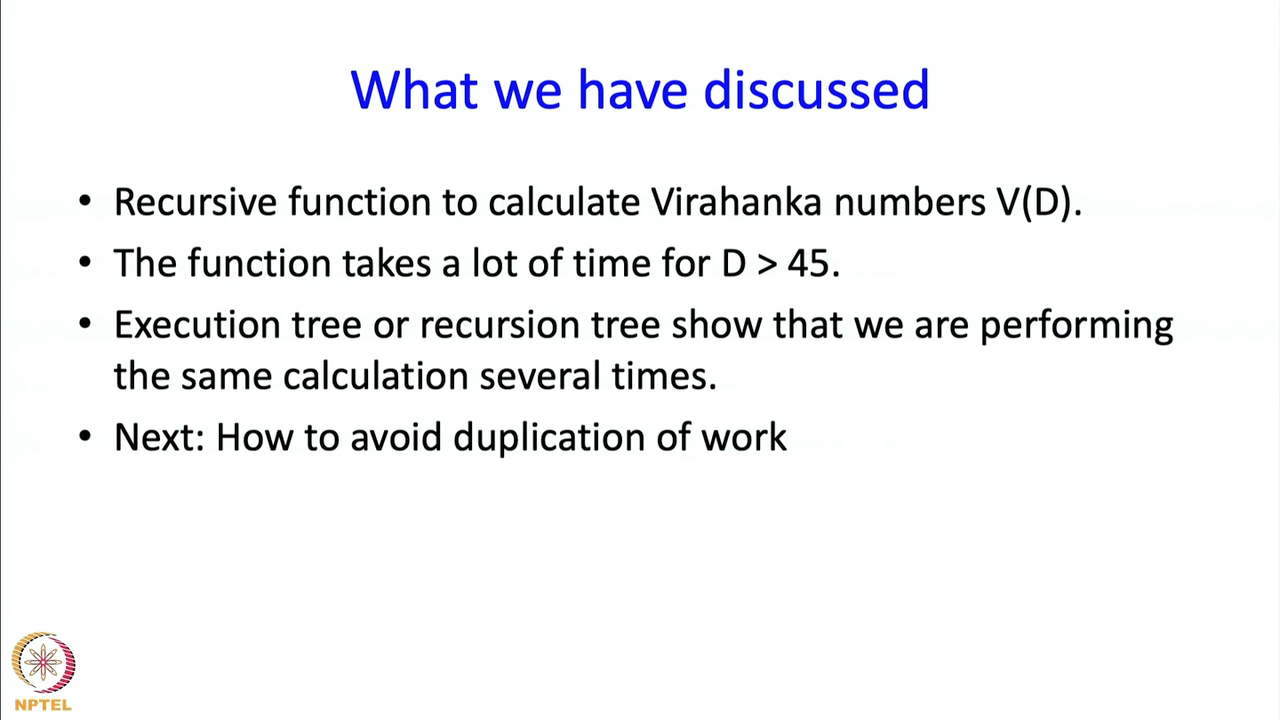 What we have discussed
• Recursive function to calculate Virahanka numbers V(D).
• The function takes a lot of time for D > 45.
• Execution tree or recursion tree show that we are performing
the same calculation several times.
• Next: How to avoid duplication of work
NPTEL